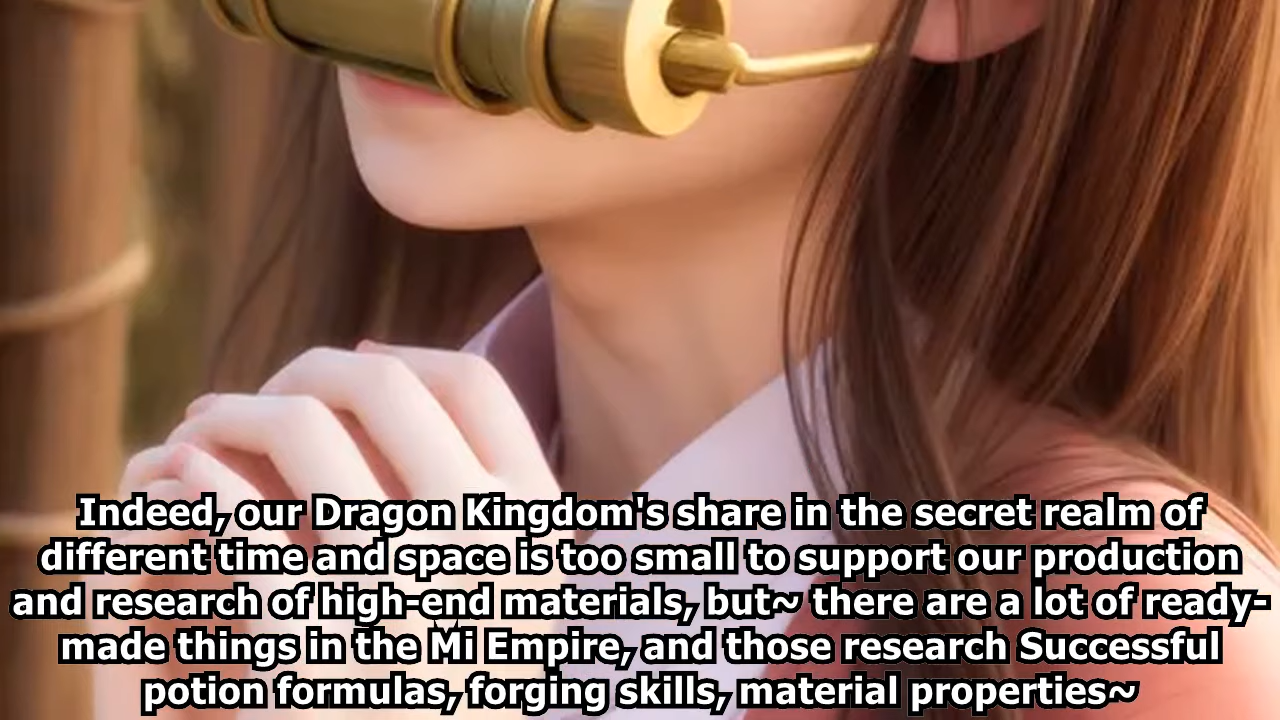 Indeed, our Dragon Kingdom's share in the secret realm of
different time and space is too small to support our production
and research of high-end materials, but~ there are a lot of ready-
made things in the Mi Empire, and those research Successful
potion formulas, forging skills, material properties~